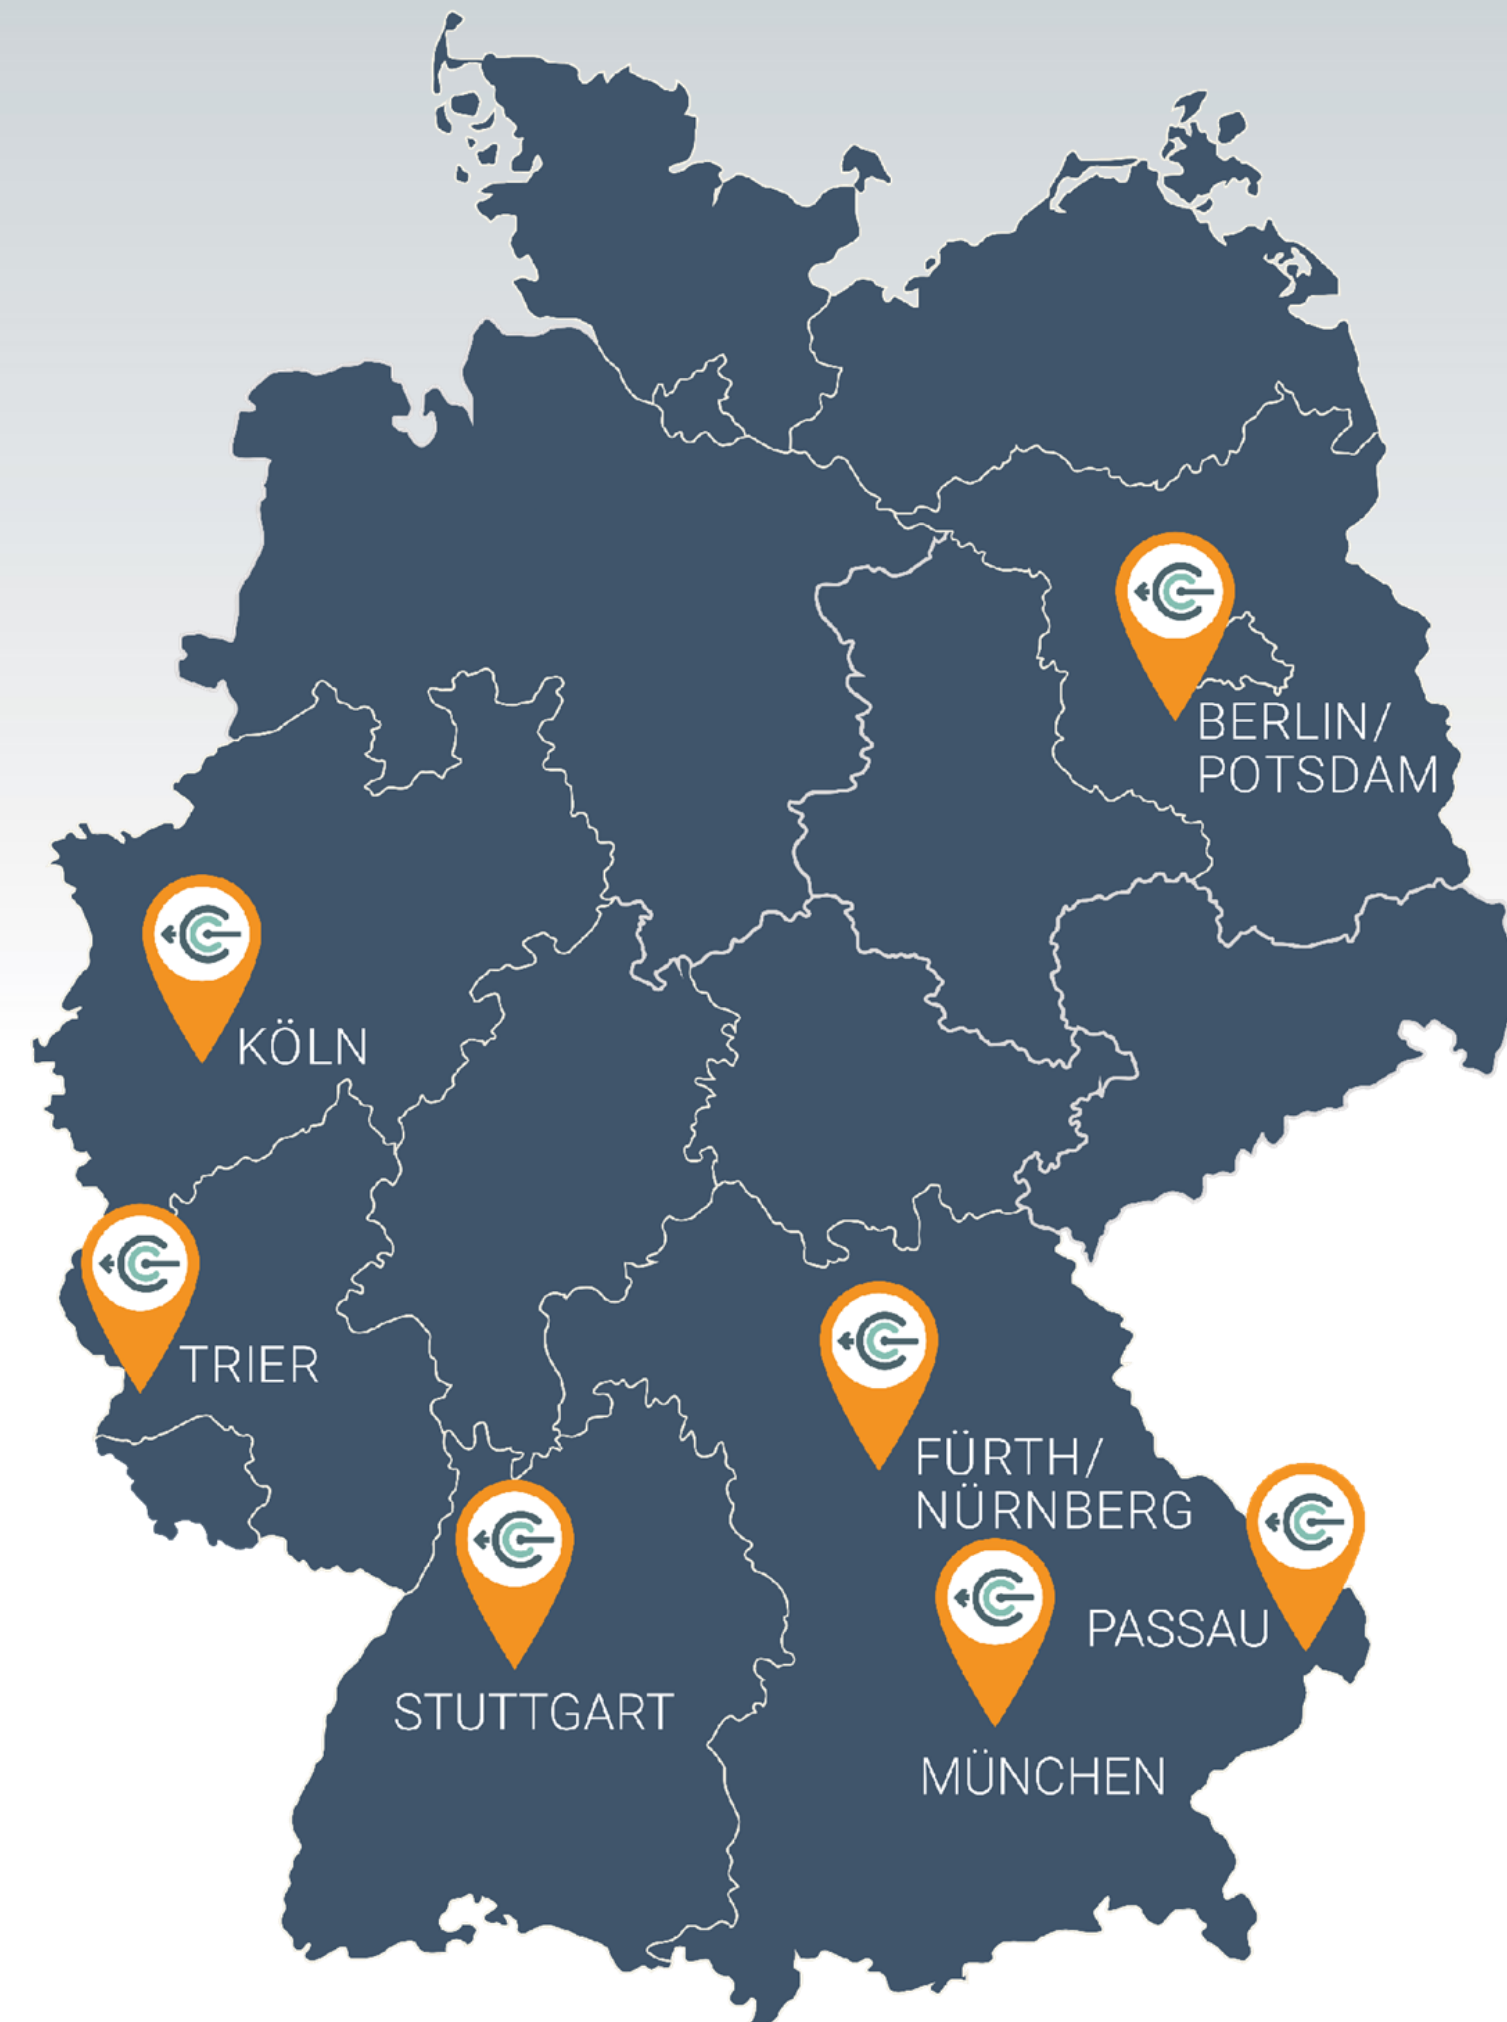 BERLIN/
POTSDAM
KÖLN
TRIER
FÜRTH/
NÜRNBERG
PASSAU
STUTTGART
MÜNCHEN